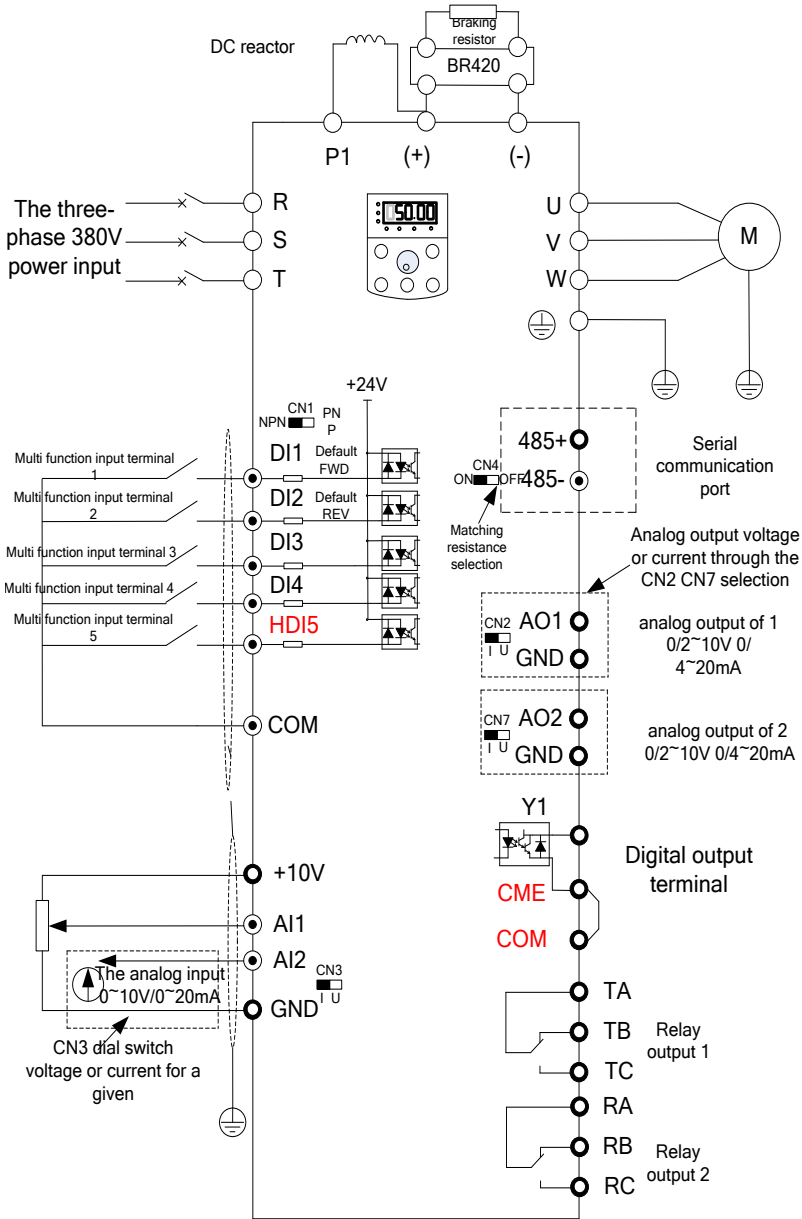 DC reactor
Braking
resistor
BR420
P1
(+)
(-)
The three-
phase 380V
power input
R
S
T
50.00
U
V
W
M
+24V
CN1
NPN
PN
P
DI1
Default
FWD
DI2
Default
REV
DI3
DI4
HDI5
COM
Multi function input terminal
1
Multi function input terminal
2
Multi function input terminal 3
Multi function input terminal 4
Multi function input terminal
5
485+
CN4
ON
OFF
485-
Serial
communication
port
Matching
resistance
selection
Analog output voltage
or current through the
CN2 CN7 selection
CN2
I U
AO1
GND
analog output of 1
0/2~10V 0/
4~20mA
CN7
I U
AO2
GND
analog output of 2
0/2~10V 0/4~20mA
Y1
CME
COM
Digital output
terminal
+10V
AI1
AI2
CN3
I U
GND
The analog input
0~10V/0~20mA
CN3 dial switch
voltage or current for a
given
TA
TB
TC
Relay
output 1
RA
RB
RC
Relay
output 2